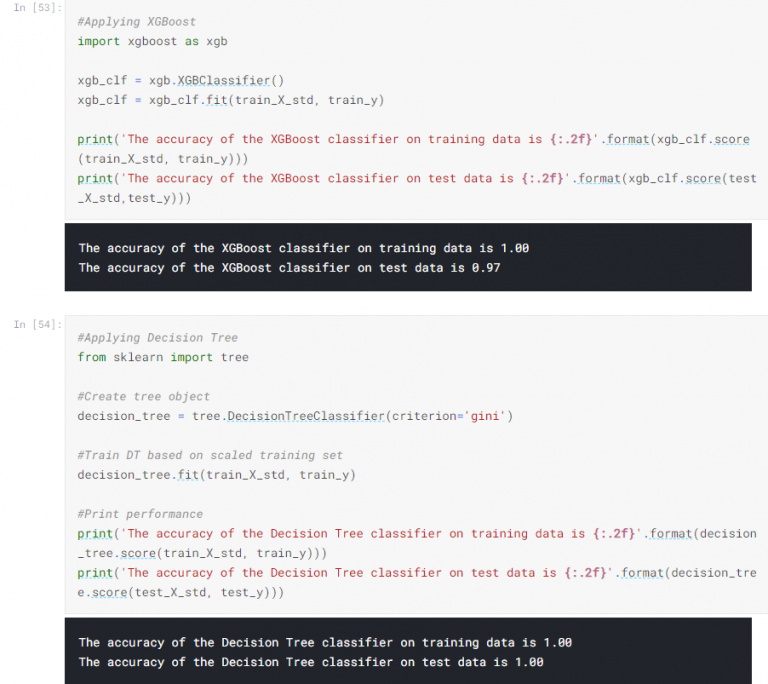 In [53]:
#Applying XGBoost
import xgboost as xgb
xgb_clf = xgb.XGBClassifier()
xgb_clf = xgb_clf.fit(train_X_std, train_y)
print('The accuracy of the XGBoost classifier on training data is {:.2f}'.format(xgb_clf.score
(train_X_std, train_y)))
print('The accuracy of the XGBoost classifier on test data is {:.2f}'.format(xgb_clf.score(test
_X_std,test_y)))
The accuracy of the XGBoost classifier on training data is 1.00
The accuracy of the XGBoost classifier on test data is 0.97
In [54]:
#Applying Decision Tree
from sklearn import tree
#Create tree object
decision_tree = tree.DecisionTreeClassifier(criterion='gini')
#Train DT based on scaled training set
decision_tree.fit(train_X_std, train_y)
#Print performance
print('The accuracy of the Decision Tree classifier on training data is {:.2f}'.format(decision
_tree.score(train_X_std, train_y)))
print('The accuracy of the Decision Tree classifier on test data is {:.2f}'.format(decision_tre
e.score(test_X_std, test_y)))
The accuracy of the Decision Tree classifier on training data is 1.00
The accuracy of the Decision Tree classifier on test data is 1.00